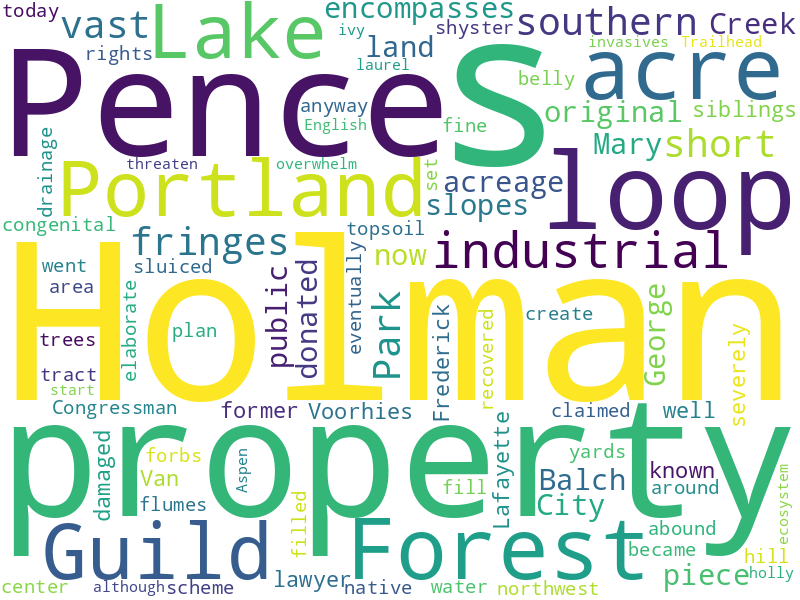 today
vast
Lake
encompasses
ivy
shyster
southern
Creek
rights
land
laurel
invasives
Trailhead
Pence
S
acre
belly
anyway
English
fine
original
siblings
drainage
threaten
overwhelm
set
Mary
short
Portland
acreage
slopes
loop
congenital
fringes
topsoil
now
industrial
went
sluiced
area
elaborate
public
donated
eventually
Park
Frederick
recovered
create
George
severely
Holman
trees
plan
tract
start
Congressman
former
Voorhies
claimed
well
property
damaged
forbs
Van
flumes
Aspen
filled
Lafayette
fill
yards
Balch
City
known
around
ecosystem
Guild
Forest
abound
became
hill
center
although
scheme
lawyer
native
water
northwest
piece
holly